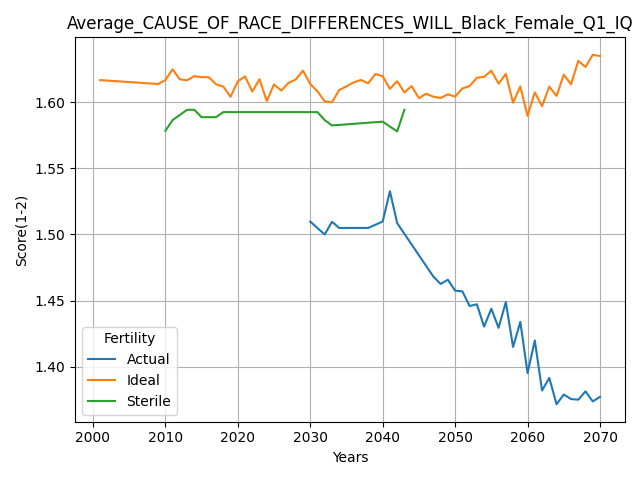 Average_CAUSE_OF_RACE_DIFFERENCES_WILL_Black_Female_Q1_IQ
1.60
1.55
1.50
1.45
1.40
Score(1-2)
Fertility
Actual
Ideal
Sterile
2000 2010 2020 2030 2040 2050 2060 2070
Years